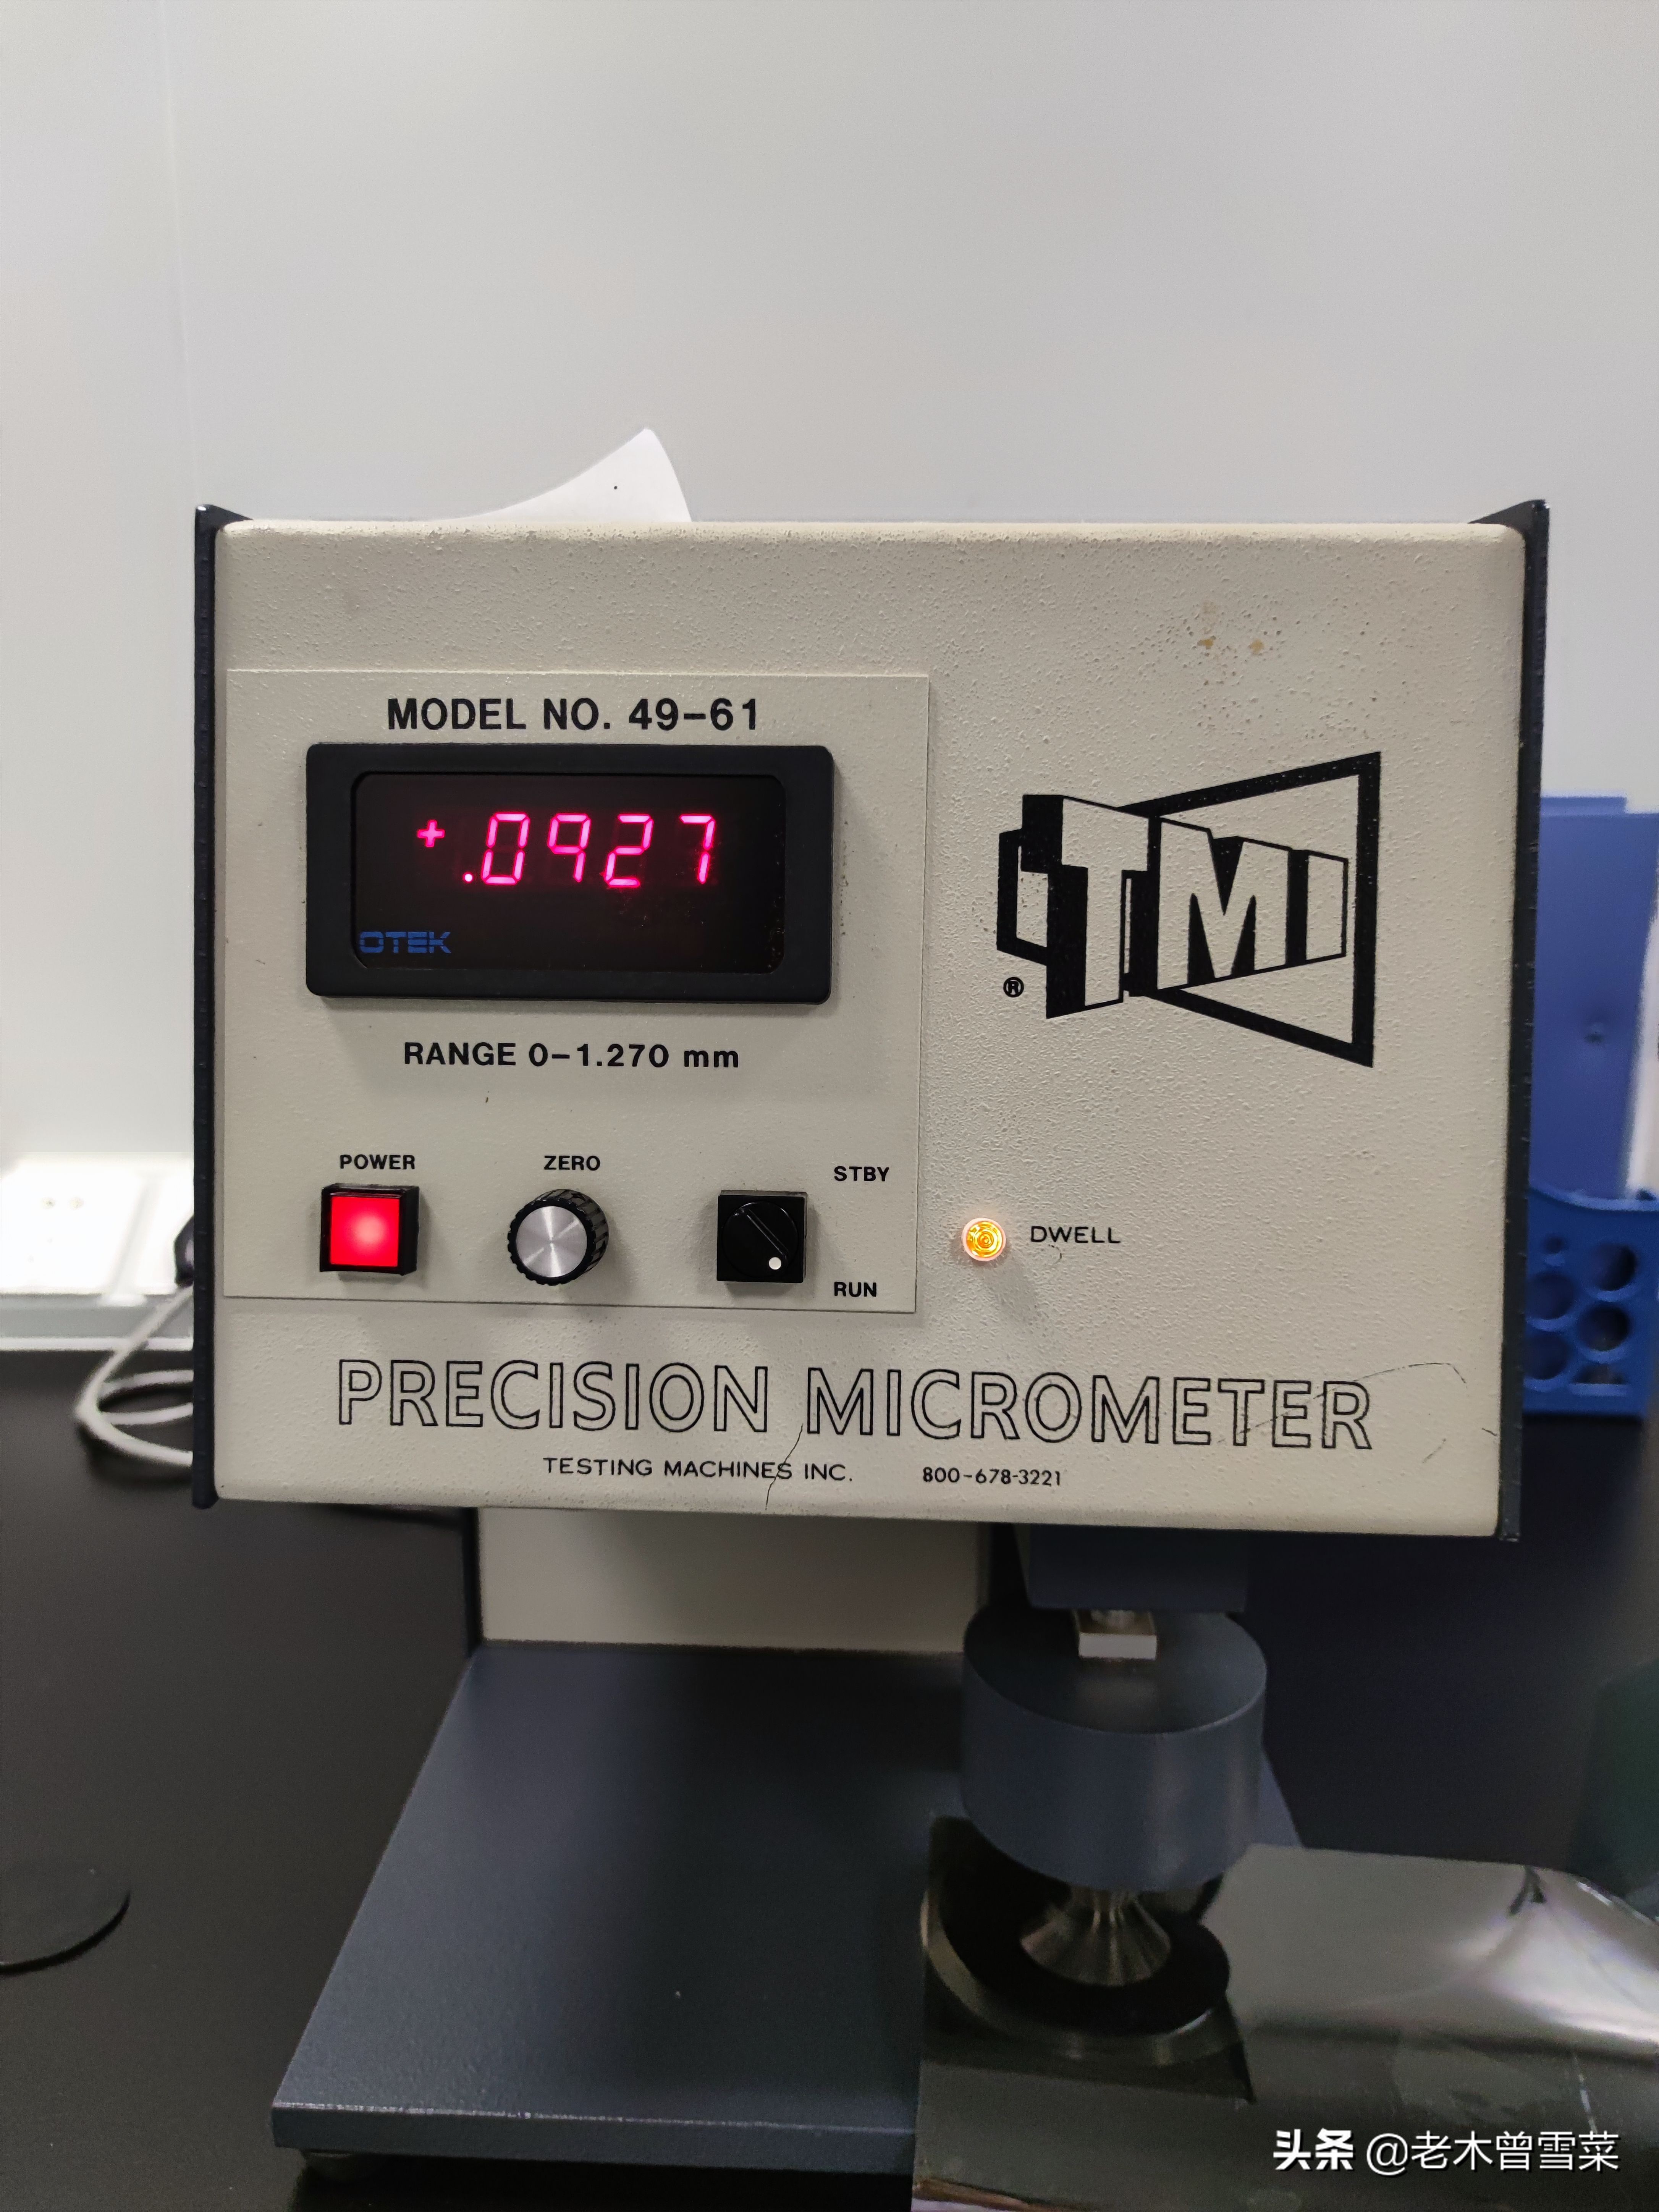 MODEL NO. 49-61
+.0927
OTEK
RANGE 0-1.270 mm
TMI
®
POWER
ZERO
STBY
RUN
DWELL
PRECISION MICROMETER
TESTING MACHINES INC. 800-678-3221
头条 @老木曾雪菜